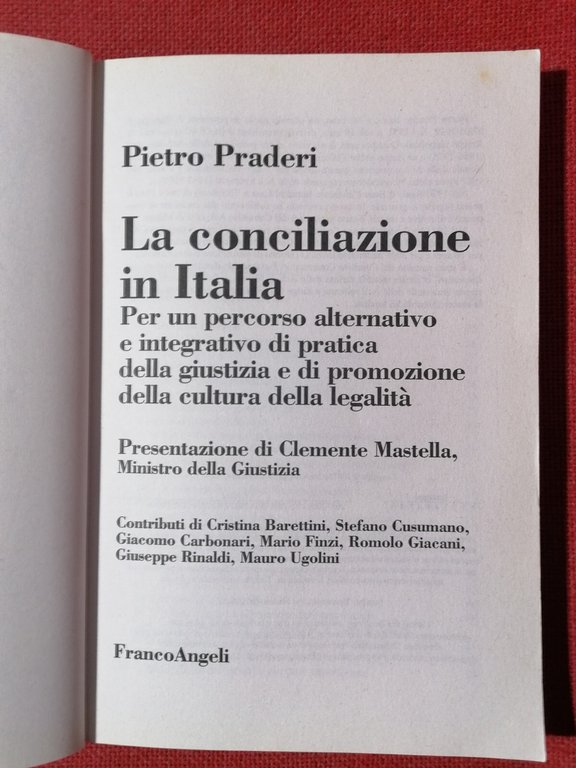 Pietro Praderi
La conciliazione
in Italia
Per un percorso alternativo
e integrativo di pratica
della giustizia e di promozione
della cultura della legalità
Presentazione di Clemente Mastella,
Ministro della Giustizia
Contributi di Cristina Barettini, Stefano Cusumano,
Giacomo Carbonari, Mario Finzi, Romolo Giacani,
Giuseppe Rinaldi, Mauro Ugolini
FrancoAngeli